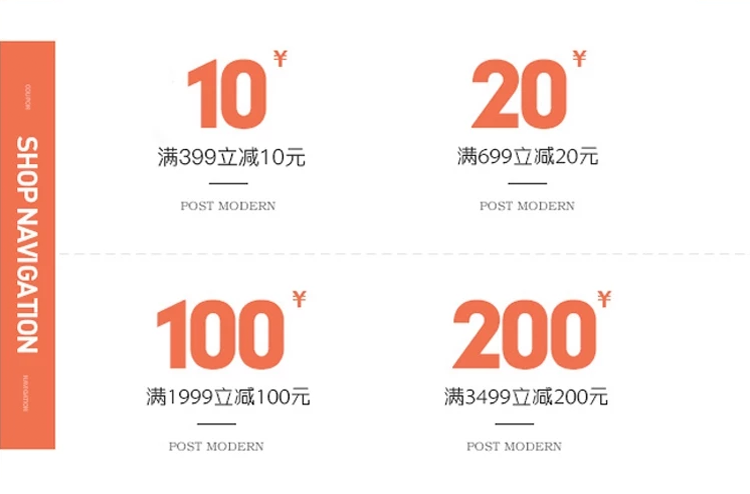 COUPON
SHOP NAVIGATION
NAVIGATION
10¥
满399立减10元
POST MODERN
20¥
满699立减20元
POST MODERN
100¥
满1999立减100元
POST MODERN
200¥
满3499立减200元
POST MODERN